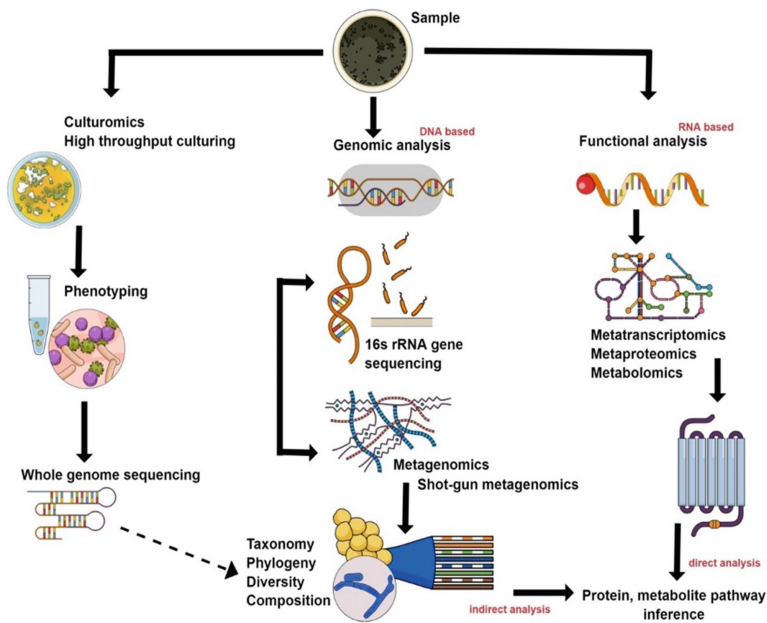 Sample
Culturomics
High throughput culturing
DNA based
Genomic analysis
RNA based
Functional analysis
Phenotyping
16s rRNA gene
sequencing
Metatranscriptomics
Metaproteomics
Metabolomics
Whole genome sequencing
Metagenomics
Shot-gun metagenomics
Taxonomy
Phylogeny
Diversity
Composition
indirect analysis
direct analysis
Protein, metabolite pathway
inference